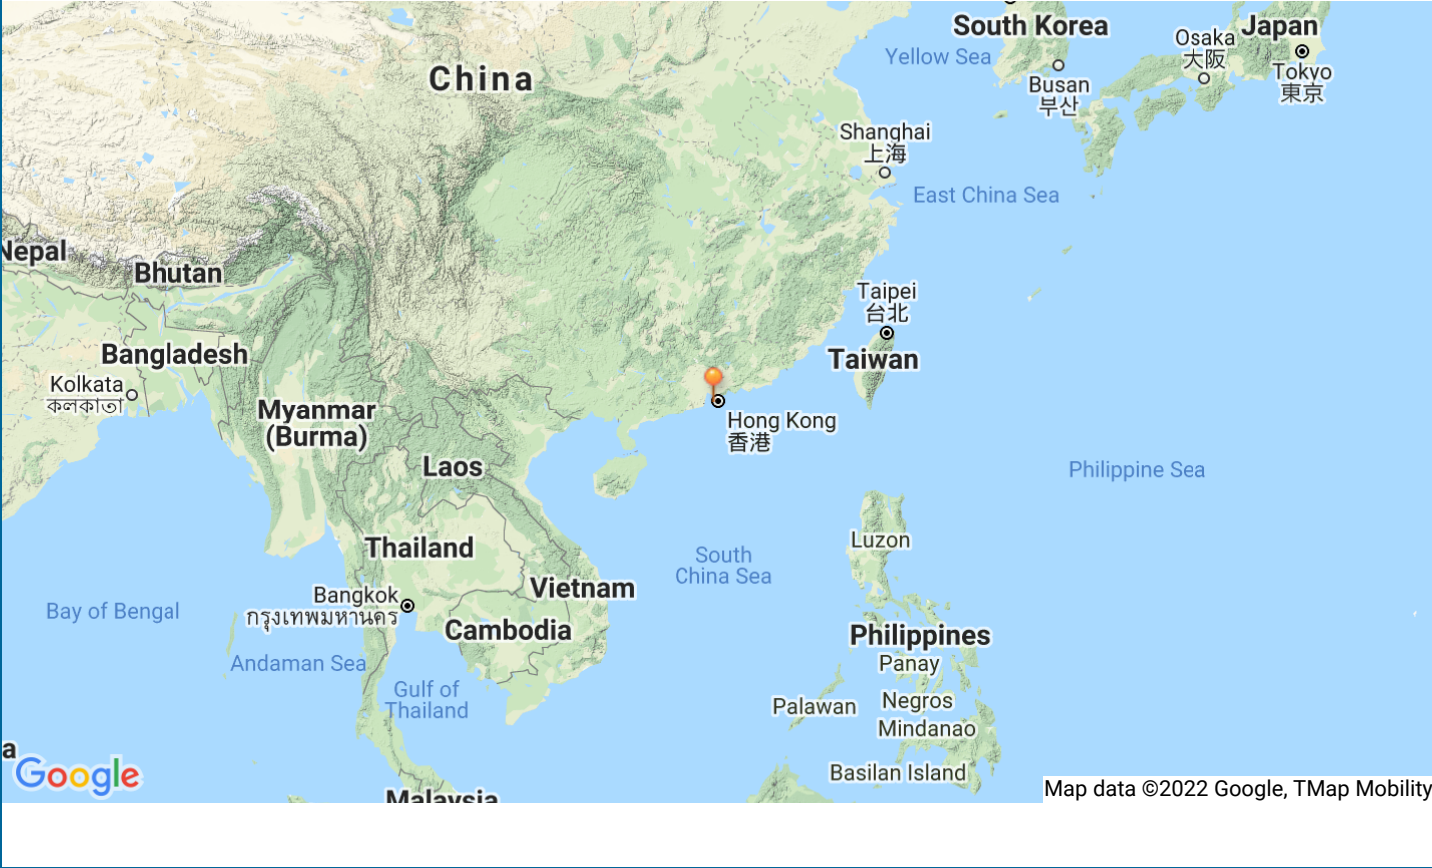 South Korea
Japan
Osaka
大阪
Yellow Sea
Tokyo
東京
China
Busan
부산
Shanghai
上海
East China Sea
Nepal
Bhutan
Taipei
台北
Bangladesh
Taiwan
Kolkata
কলকাতা
Myanmar
(Burma)
Hong Kong
香港
Laos
Philippine Sea
Luzon
Thailand
South
China Sea
Vietnam
Bangkok
กรุงเทพมหานคร
Bay of Bengal
Cambodia
Philippines
Andaman Sea
Panay
Gulf of
Thailand
Palawan
Negros
Mindanao
a
Google
Basilan Island
Map data ©2022 Google, TMap Mobility
Malaysia